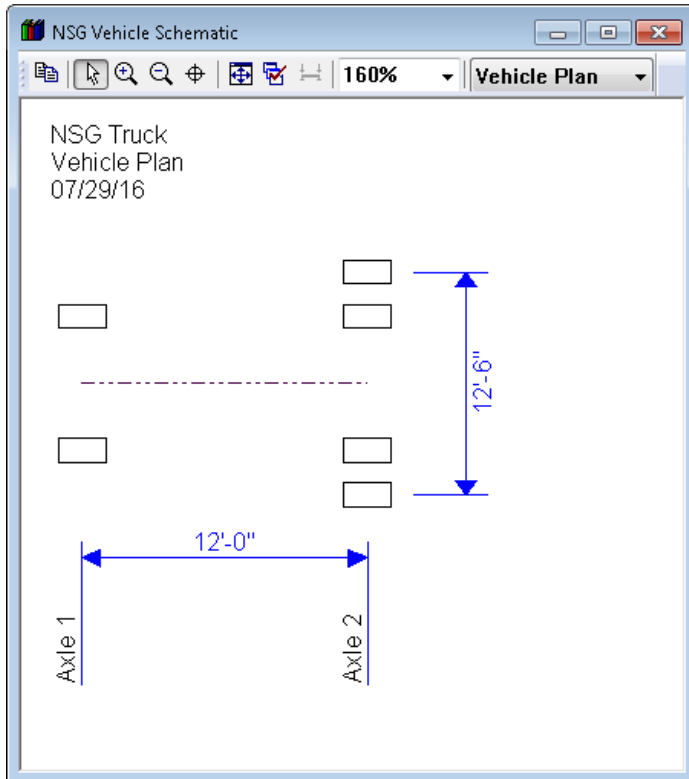 NSG Vehicle Schematic
160% Vehicle Plan
NSG Truck
Vehicle Plan
07/29/16
12'-6"
12'-0"
Axle 1
Axle 2